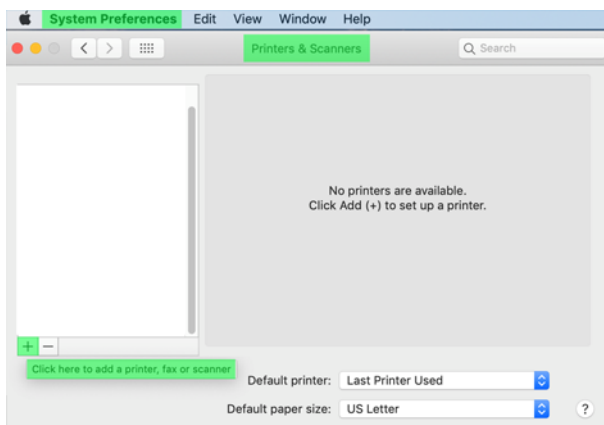 System Preferences Edit View Window Help
Printers & Scanners
Search
No printers are available.
Click Add (+) to set up a printer.
+ −
Click here to add a printer, fax or scanner
Default printer: Last Printer Used
Default paper size: US Letter
?